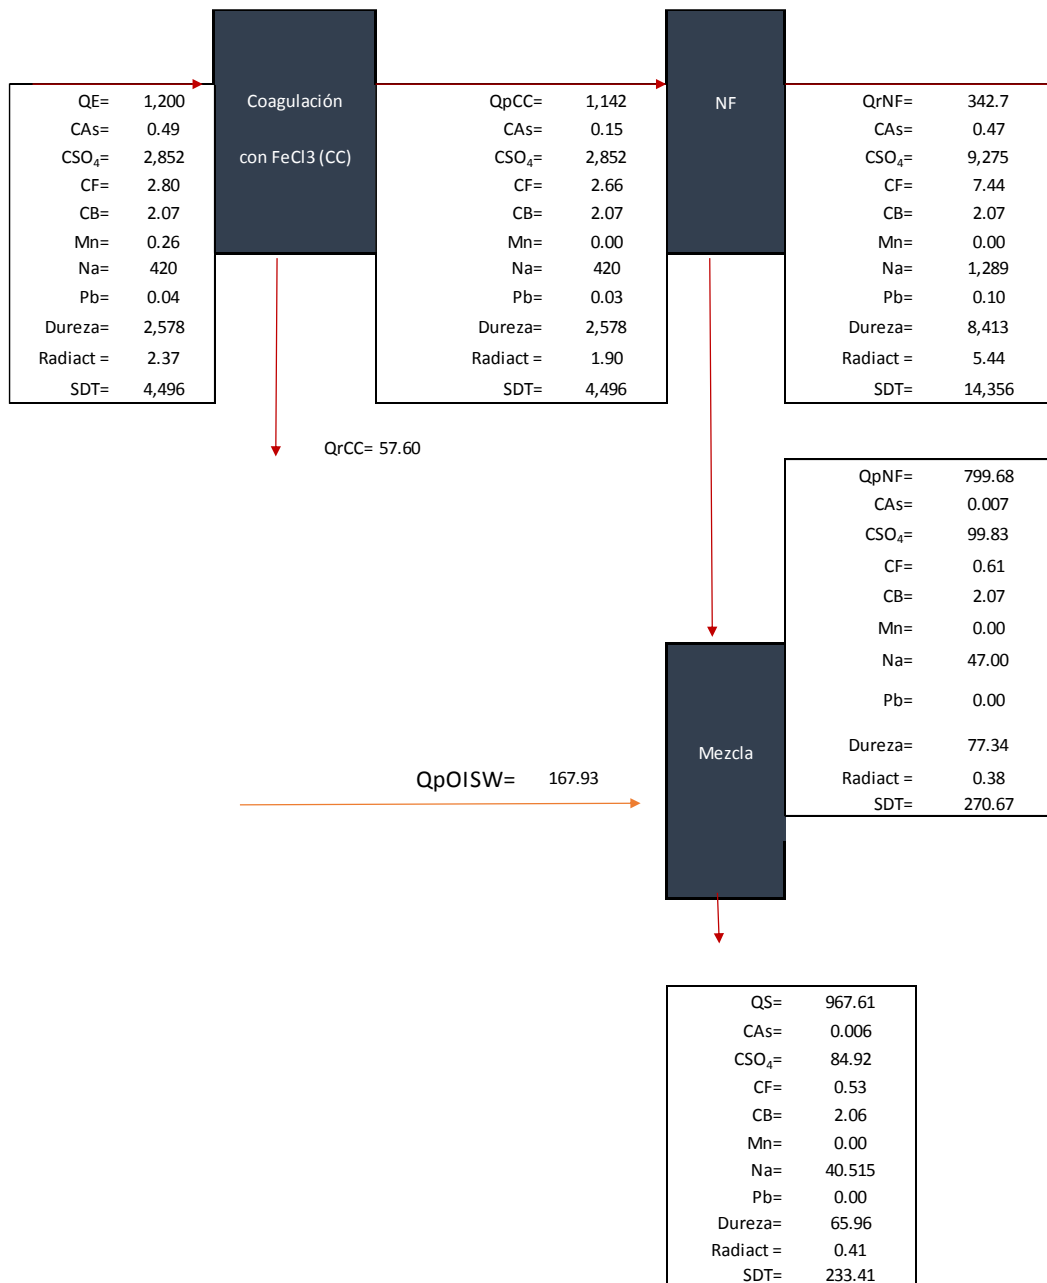 Coagulación
con FeCl3 (CC)
NF
QE= 1,200
CAs= 0.49
CSO₄= 2,852
CF= 2.80
CB= 2.07
Mn= 0.26
Na= 420
Pb= 0.04
Dureza= 2,578
Radiact = 2.37
SDT= 4,496
QpCC= 1,142
CAs= 0.15
CSO₄= 2,852
CF= 2.66
CB= 2.07
Mn= 0.00
Na= 420
Pb= 0.03
Dureza= 2,578
Radiact = 1.90
SDT= 4,496
QrNF= 342.7
CAs= 0.47
CSO₄= 9,275
CF= 7.44
CB= 2.07
Mn= 0.00
Na= 1,289
Pb= 0.10
Dureza= 8,413
Radiact = 5.44
SDT= 14,356
QrCC= 57.60
QpNF= 799.68
CAs= 0.007
CSO₄= 99.83
CF= 0.61
CB= 2.07
Mn= 0.00
Na= 47.00
Pb= 0.00
Dureza= 77.34
Radiact = 0.38
SDT= 270.67
Mezcla
QpOISW= 167.93
QS= 967.61
CAs= 0.006
CSO₄= 84.92
CF= 0.53
CB= 2.06
Mn= 0.00
Na= 40.515
Pb= 0.00
Dureza= 65.96
Radiact = 0.41
SDT= 233.41